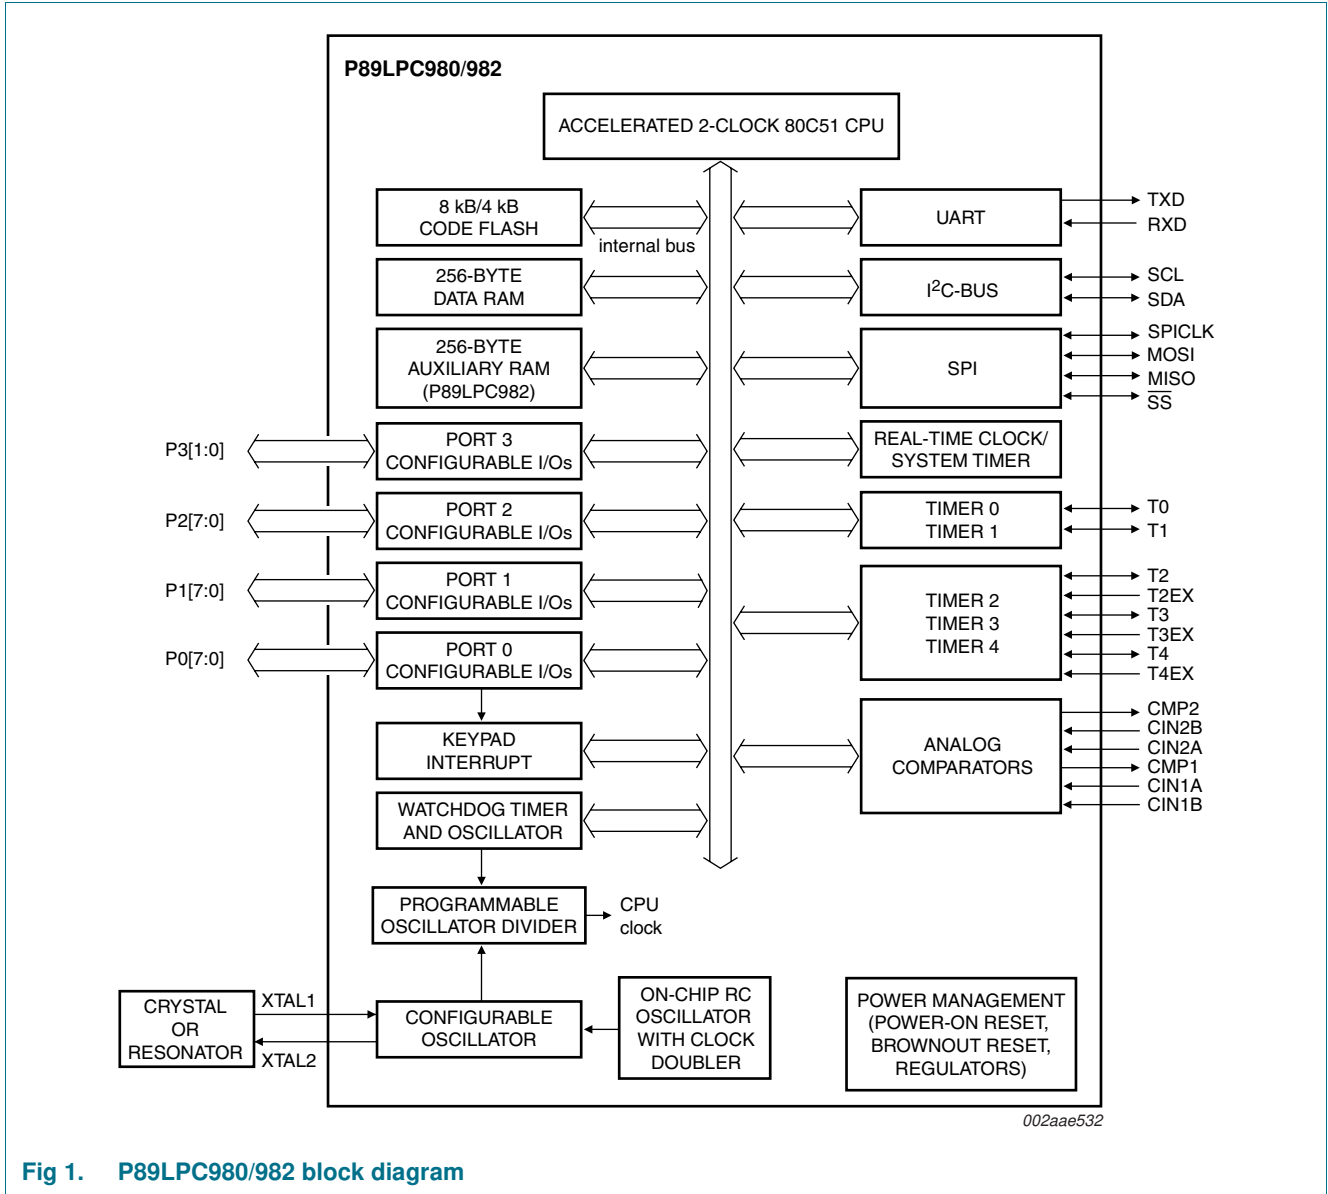 P89LPC980/982
ACCELERATED 2-CLOCK 80C51 CPU
8 kB/4 kB
CODE FLASH
internal bus
256-BYTE
DATA RAM
256-BYTE
AUXILIARY RAM
(P89LPC982)
P3[1:0]
PORT 3
CONFIGURABLE I/Os
P2[7:0]
PORT 2
CONFIGURABLE I/Os
P1[7:0]
PORT 1
CONFIGURABLE I/Os
P0[7:0]
PORT 0
CONFIGURABLE I/Os
KEYPAD
INTERRUPT
WATCHDOG TIMER
AND OSCILLATOR
PROGRAMMABLE
OSCILLATOR DIVIDER
CPU
clock
CRYSTAL
OR
RESONATOR
XTAL1
XTAL2
CONFIGURABLE
OSCILLATOR
ON-CHIP RC
OSCILLATOR
WITH CLOCK
DOUBLER
UART
TXD
RXD
I²C-BUS
SCL
SDA
SPI
SPICLK
MOSI
MISO
SS
REAL-TIME CLOCK/
SYSTEM TIMER
TIMER 0
TIMER 1
T0
T1
TIMER 2
TIMER 3
TIMER 4
T2
T2EX
T3
T3EX
T4
T4EX
ANALOG
COMPARATORS
CMP2
CIN2B
CIN2A
CMP1
CIN1A
CIN1B
POWER MANAGEMENT
(POWER-ON RESET,
BROWNOUT RESET,
REGULATORS)
002aae532
Fig 1. P89LPC980/982 block diagram